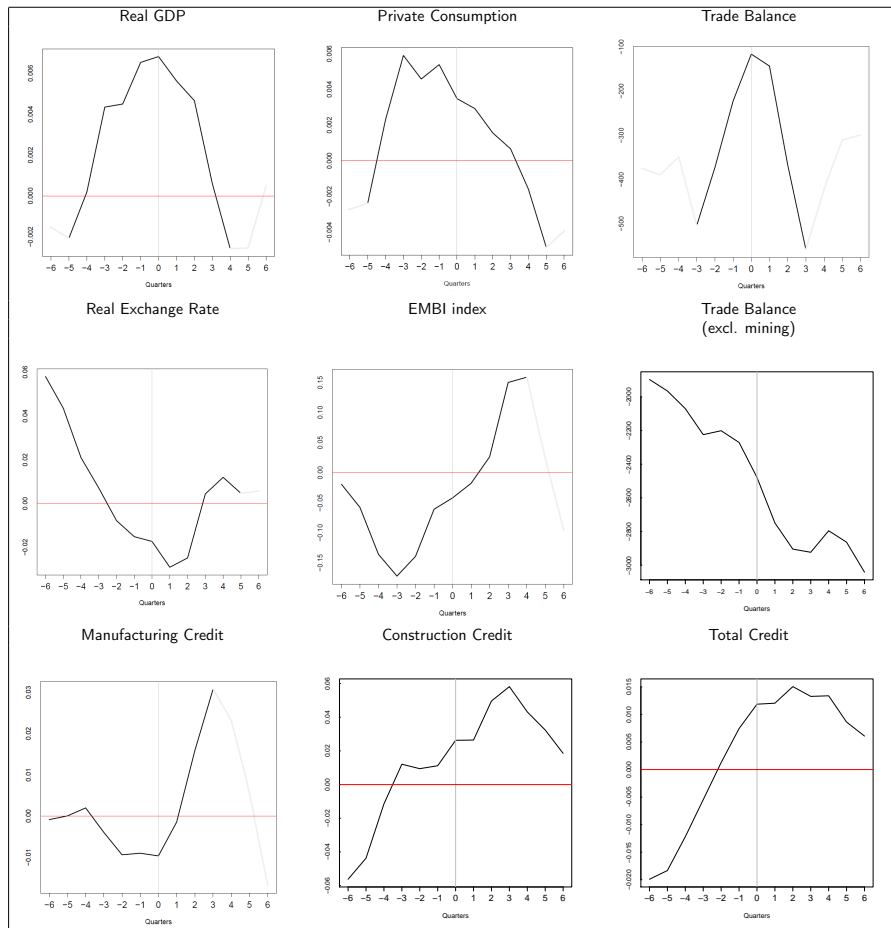 Real GDP
0.006
0.004
0.002
0.000
−0.002
−6 −5 −4 −3 −2 −1 0 1 2 3 4 5 6
Quarters
Private Consumption
0.006
0.004
0.002
0.000
−0.002
−0.004
−6 −5 −4 −3 −2 −1 0 1 2 3 4 5 6
Quarters
Trade Balance
−100
−200
−300
−400
−500
−6 −5 −4 −3 −2 −1 0 1 2 3 4 5 6
Quarters
Real Exchange Rate
0.06
0.04
0.02
0.00
−0.02
−6 −5 −4 −3 −2 −1 0 1 2 3 4 5 6
Quarters
EMBI index
0.15
0.10
0.05
0.00
−0.05
−0.10
−0.15
−6 −5 −4 −3 −2 −1 0 1 2 3 4 5 6
Quarters
Trade Balance
(excl. mining)
−2000
−2200
−2400
−2600
−2800
−3000
−6 −5 −4 −3 −2 −1 0 1 2 3 4 5 6
Quarters
Manufacturing Credit
0.03
0.02
0.01
0.00
−0.01
−6 −5 −4 −3 −2 −1 0 1 2 3 4 5 6
Quarters
Construction Credit
0.06
0.04
0.02
0.00
−0.02
−0.04
−0.06
−6 −5 −4 −3 −2 −1 0 1 2 3 4 5 6
Quarters
Total Credit
0.015
0.010
0.005
0.000
−0.005
−0.010
−0.015
−0.020
−6 −5 −4 −3 −2 −1 0 1 2 3 4 5 6
Quarters